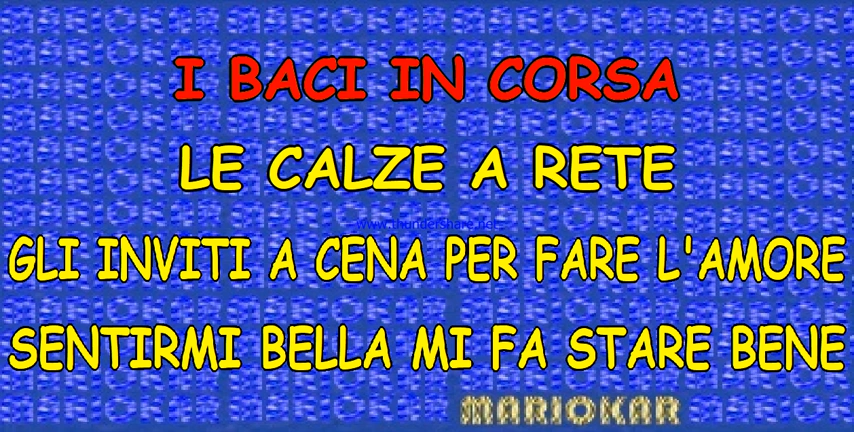 I BACI IN CORSA
LE CALZE A RETE
www.thundershare.net
GLI INVITI A CENA PER FARE L'AMORE
SENTIRMI BELLA MI FA STARE BENE
MARIOKAR